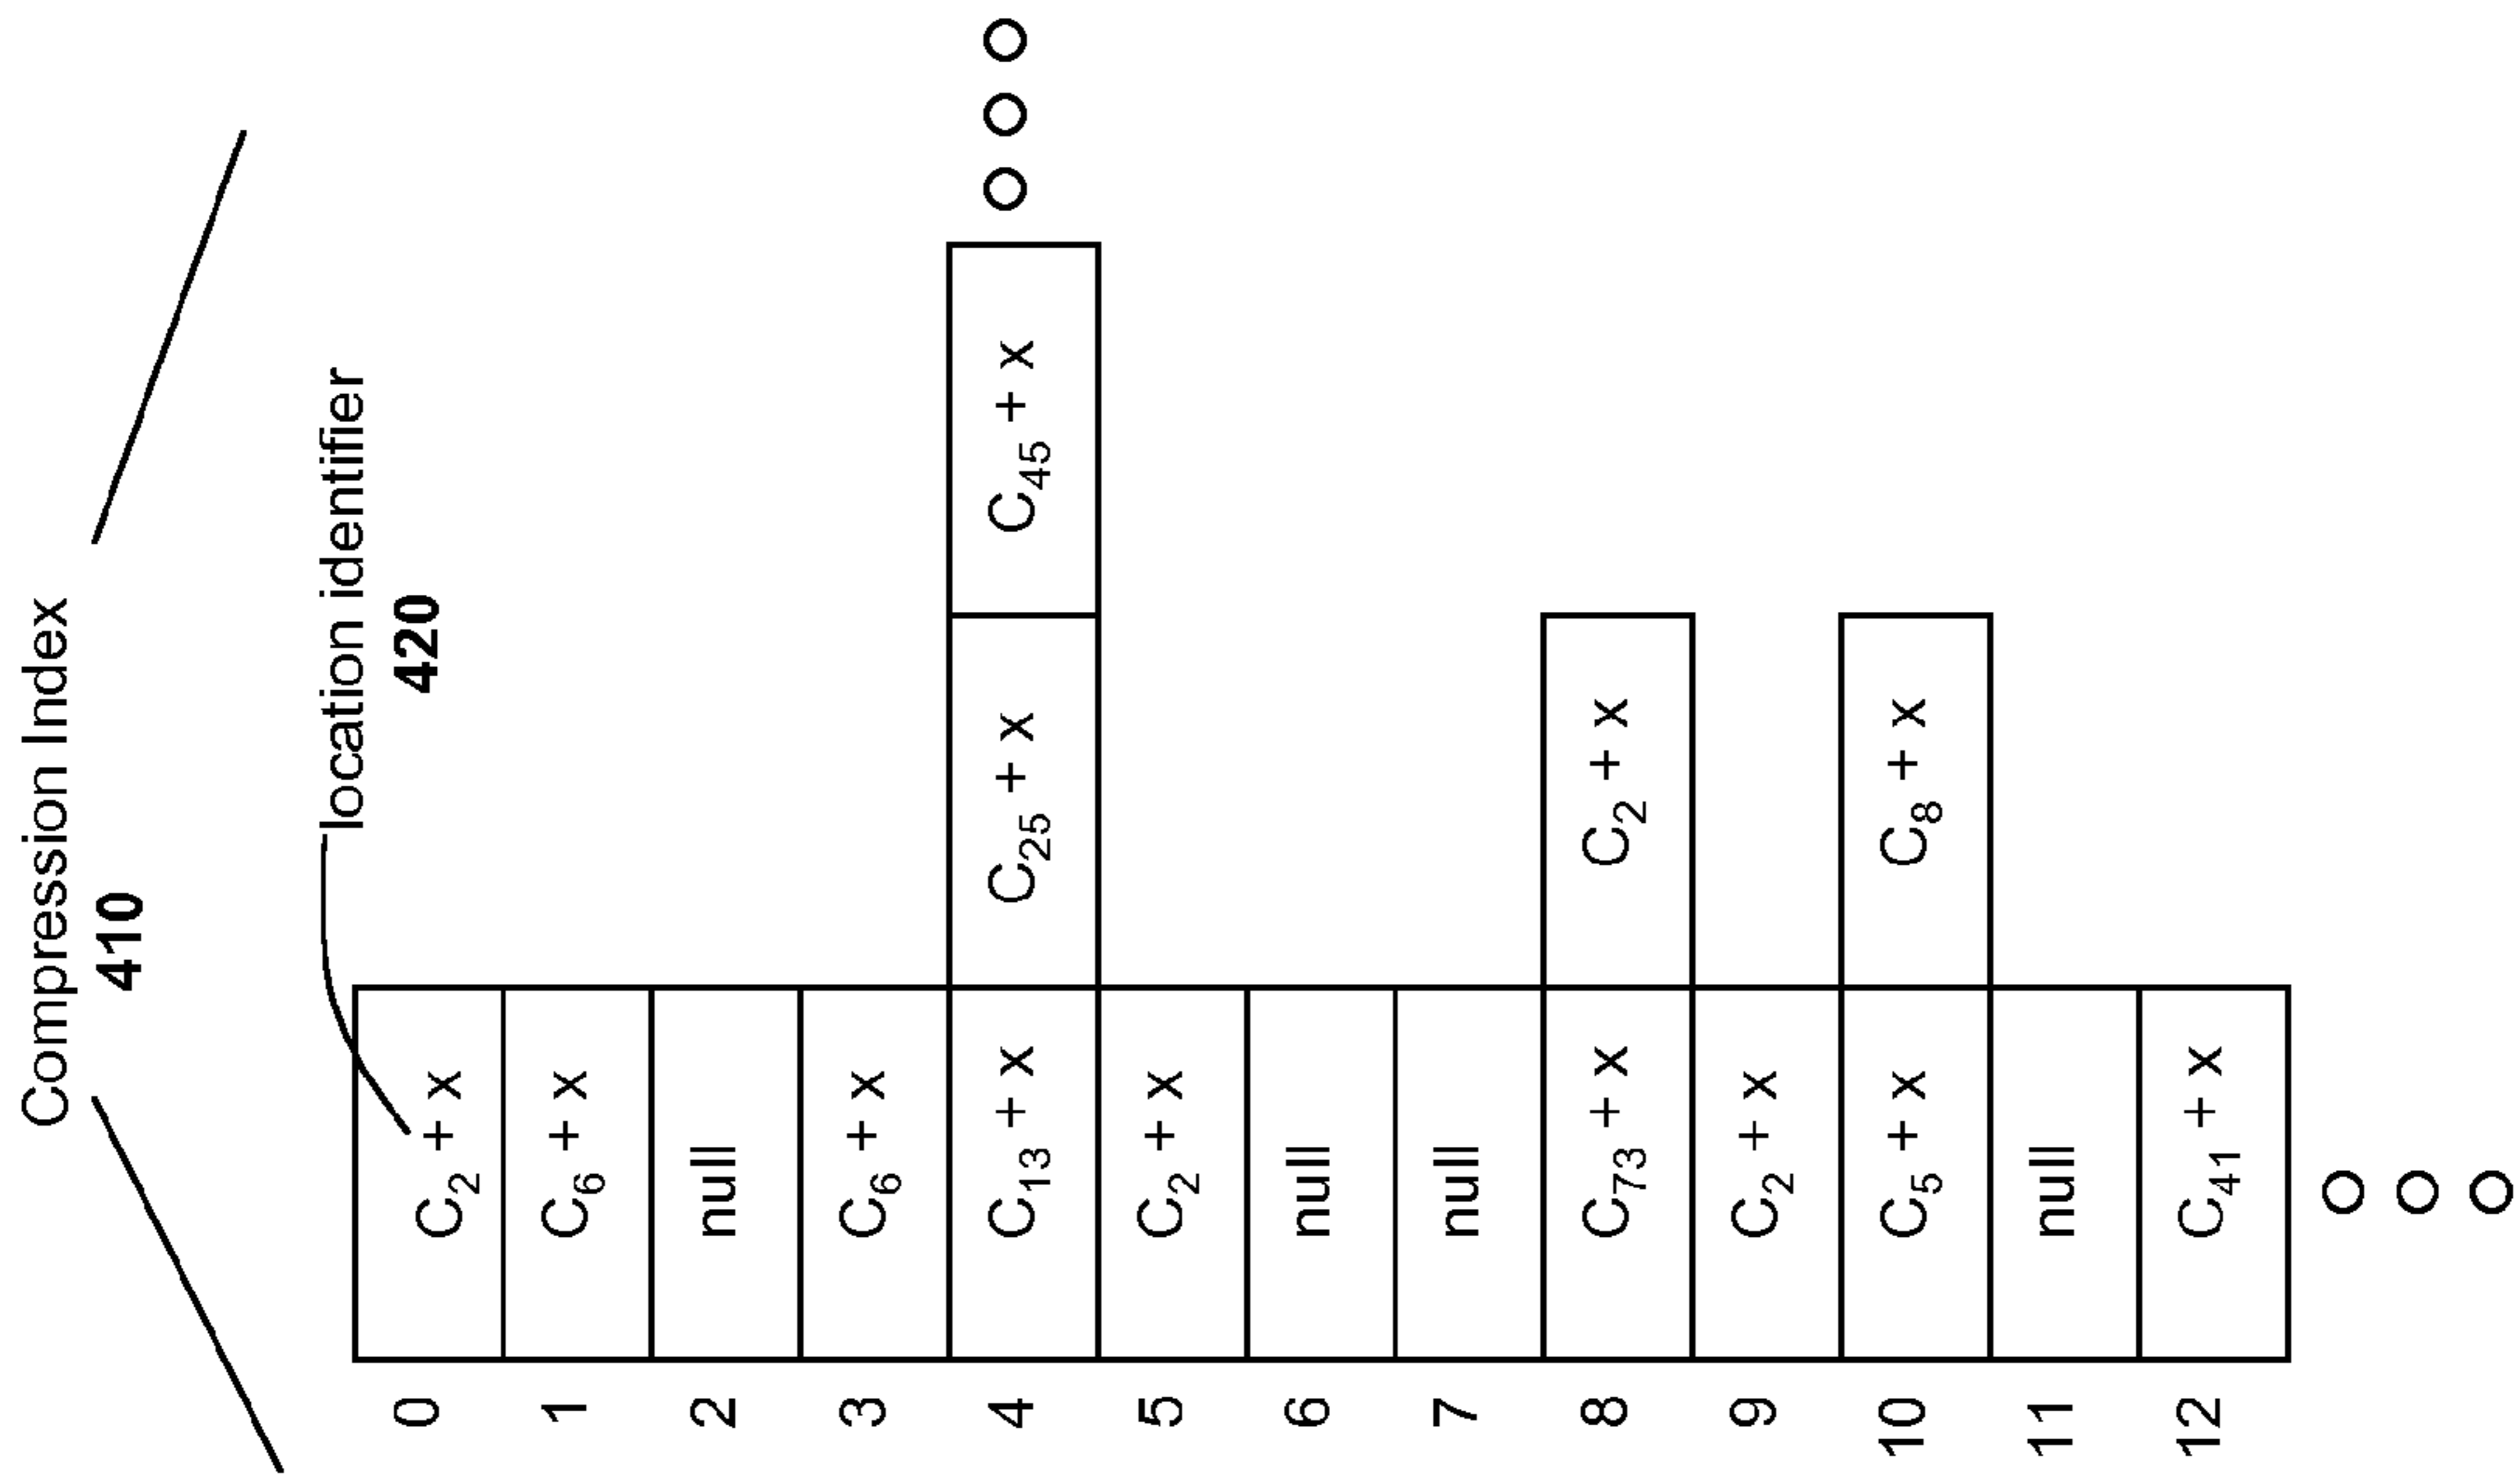 Compression Index
410
location identifier
420
0 C₂ + x
1 C₆ + x
2 null
3 C₆ + x
4 C₁₃ + x C₂₅ + x C₄₅ + x
5 C₂ + x
6 null
7 null
8 C₇₃ + x C₂ + x
9 C₂ + x
10 C₅ + x C₈ + x
11 null
12 C₄₁ + x